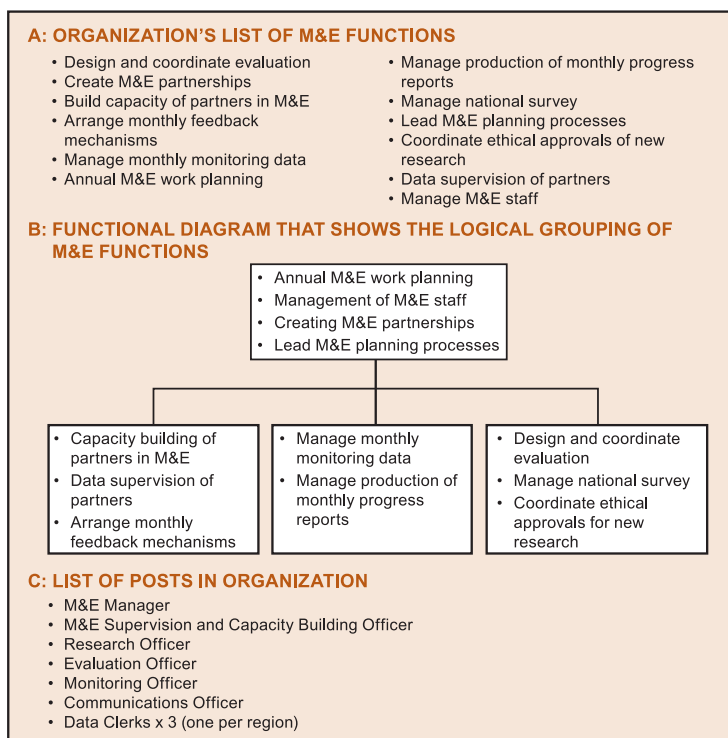 A: ORGANIZATION'S LIST OF M&E FUNCTIONS
• Design and coordinate evaluation
• Create M&E partnerships
• Build capacity of partners in M&E
• Arrange monthly feedback
mechanisms
• Manage monthly monitoring data
• Annual M&E work planning
• Manage production of monthly progress
reports
• Manage national survey
• Lead M&E planning processes
• Coordinate ethical approvals of new
research
• Data supervision of partners
• Manage M&E staff
B: FUNCTIONAL DIAGRAM THAT SHOWS THE LOGICAL GROUPING OF
M&E FUNCTIONS
• Annual M&E work planning
• Management of M&E staff
• Creating M&E partnerships
• Lead M&E planning processes
• Capacity building of
partners in M&E
• Data supervision of
partners
• Arrange monthly
feedback mechanisms
• Manage monthly
monitoring data
• Manage production of
monthly progress
reports
• Design and coordinate
evaluation
• Manage national survey
• Coordinate ethical
approvals for new
research
C: LIST OF POSTS IN ORGANIZATION
• M&E Manager
• M&E Supervision and Capacity Building Officer
• Research Officer
• Evaluation Officer
• Monitoring Officer
• Communications Officer
• Data Clerks x 3 (one per region)